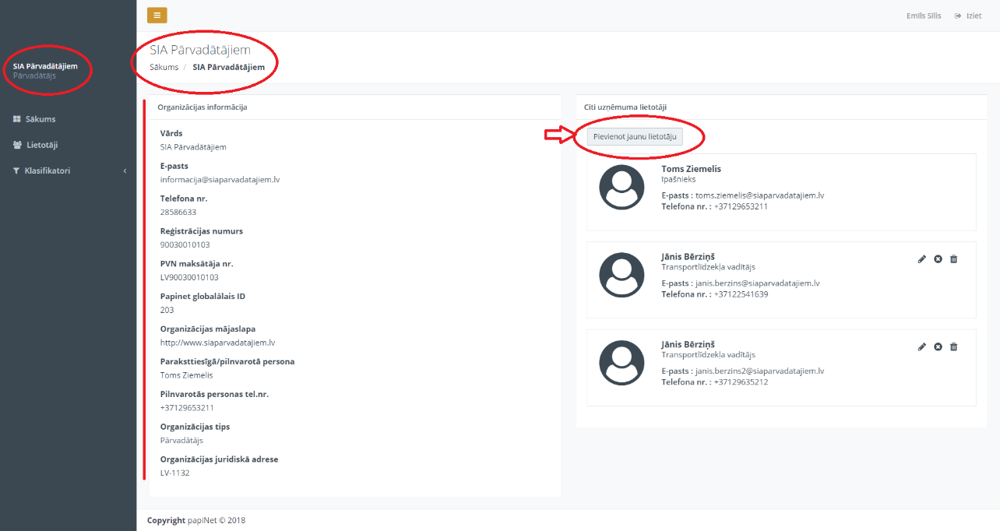 Emīls Sīlis Iziet
SIA Pārvadātājiem
Pārvadātājs
Sākums
Lietotāji
Klasifikatori
SIA Pārvadātājiem
Sākums / SIA Pārvadātājiem
Organizācijas informācija
Vārds
SIA Pārvadātājiem
E-pasts
informacija@siaparvadatajiem.lv
Telefona nr.
28586633
Reģistrācijas numurs
90030010103
PVN maksātāja nr.
LV90030010103
Papinet globalālais ID
203
Organizācijas mājaslapa
http://www.siaparvadatajiem.lv
Paraksttiesīgā/pilnvarotā persona
Toms Ziemelis
Pilnvarotās personas tel.nr.
+37129653211
Organizācijas tips
Pārvadātājs
Organizācijas juridiskā adrese
LV-1132
Citi uzņēmuma lietotāji
Pievienot jaunu lietotāju
Toms Ziemelis
Īpašnieks
E-pasts : toms.ziemelis@siaparvadatajiem.lv
Telefona nr. : +37129653211
Jānis Bērziņš
Transportlīdzekļa vadītājs
E-pasts : janis.berzins@siaparvadatajiem.lv
Telefona nr. : +37122541639
Jānis Bērziņš
Transportlīdzekļa vadītājs
E-pasts : janis.berzins2@siaparvadatajiem.lv
Telefona nr. : +37129635212
Copyright papiNet © 2018